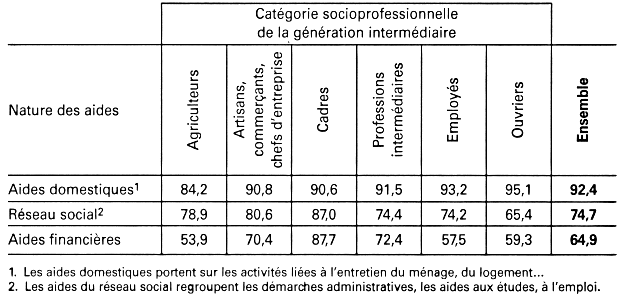 Catégorie socioprofessionnelle
de la génération intermédiaire
Nature des aides
Agriculteurs
Artisans,
commerçants,
chefs d'entreprise
Cadres
Professions
intermédiaires
Employés
Ouvriers
Ensemble
Aides domestiques1 84,2 90,8 90,6 91,5 93,2 95,1 92,4
Réseau social2 78,9 80,6 87,0 74,4 74,2 65,4 74,7
Aides financières 53,9 70,4 87,7 72,4 57,5 59,3 64,9
1. Les aides domestiques portent sur les activités liées à l'entretien du ménage, du logement...
2. Les aides du réseau social regroupent les démarches administratives, les aides aux études, à l'emploi.